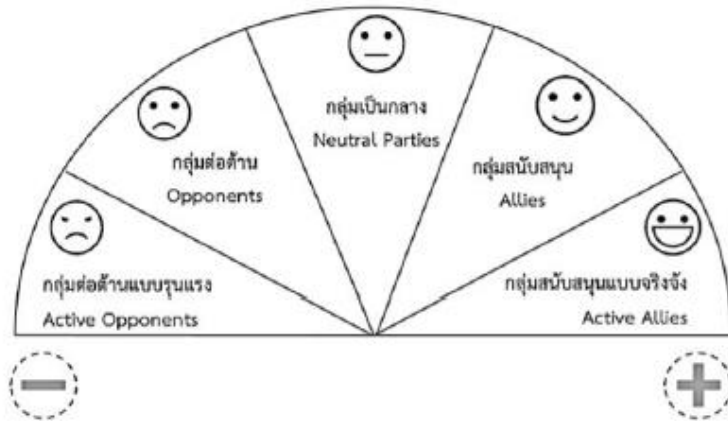 กลุ่มเป็นกลาง
Neutral Parties
กลุ่มต่อต้าน
Opponents
กลุ่มสนับสนุน
Allies
กลุ่มต่อต้านแบบรุนแรง
Active Opponents
กลุ่มสนับสนุนแบบจริงจัง
Active Allies